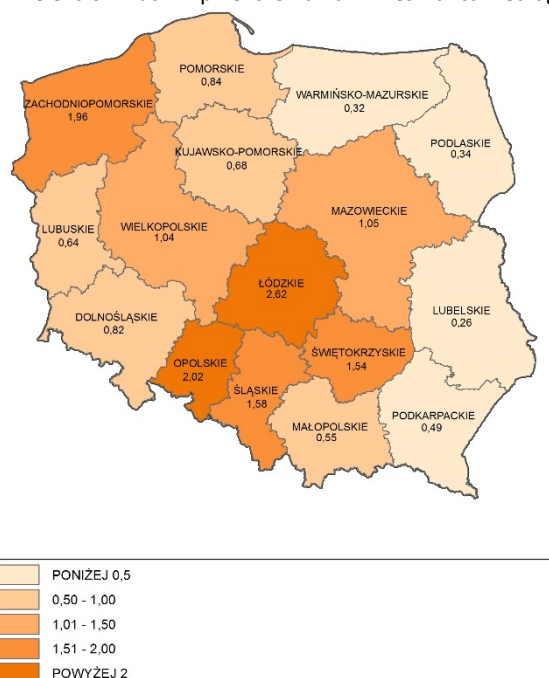 POMORSKIE
0,84
WARMIŃSKO-MAZURSKIE
0,32
ZACHODNIOPOMORSKIE
1,96
PODLASKIE
0,34
KUJAWSKO-POMORSKIE
0,68
MAZOWIECKIE
1,05
LUBUSKIE
0,64
WIELKOPOLSKIE
1,04
ŁÓDZKIE
2,62
LUBELSKIE
0,26
DOLNOŚLĄSKIE
0,82
ŚWIĘTOKRZYSKIE
1,54
OPOLSKIE
2,02
ŚLĄSKIE
1,58
PODKARPACKIE
0,49
MAŁOPOLSKIE
0,55
PONIŻEJ 0,5
0,50 - 1,00
1,01 - 1,50
1,51 - 2,00
POWYŻEJ 2